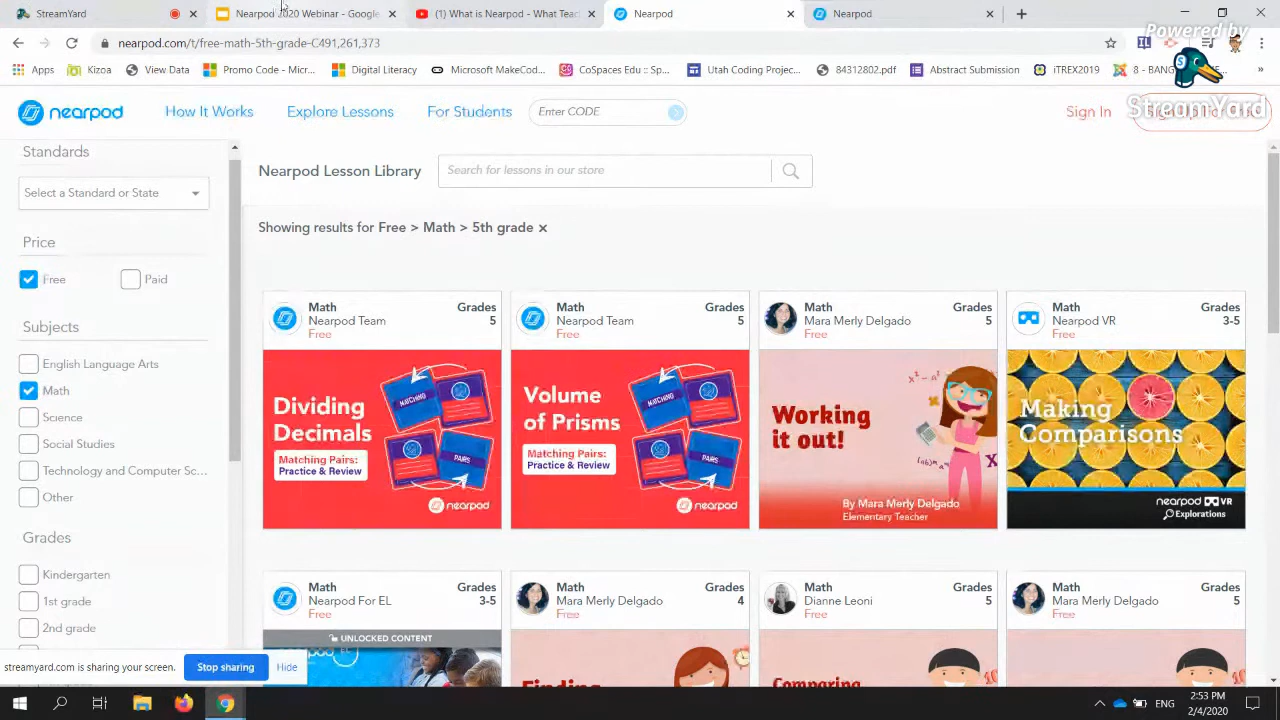 StreamYard
Nearpod 2020 Webinar - Google
(1) What is Nearpod - What Teac
Nearpod
Nearpod
nearpod.com/t/free-math-5th-grade-C491,261,373
Powered by
StreamYard
Apps
Kizoa
View Data
Promo Code - Micr...
Digital Literacy
Microsoft MakeCod...
CoSpaces Edu :: Sp...
Utah Coding Projec...
84312802.pdf
Abstract Submission
iTREX2019
8 - BANG
nearpod
How It Works
Explore Lessons
For Students
Enter CODE
Sign In
Standards
Select a Standard or State
Price
Free
Paid
Subjects
English Language Arts
Math
Science
Social Studies
Technology and Computer Sc...
Other
Grades
Kindergarten
1st grade
2nd grade
Nearpod Lesson Library
Search for lessons in our store
Showing results for Free > Math > 5th grade ×
Math Grades
Nearpod Team 5
Free
Dividing
Decimals
Matching Pairs:
Practice & Review
MATCHING
PAIRS
nearpod
Math Grades
Nearpod Team 5
Free
Volume
of Prisms
Matching Pairs:
Practice & Review
MATCHING
PAIRS
nearpod
Math Grades
Mara Merly Delgado 5
Free
Working
it out!
By Mara Merly Delgado
Elementary Teacher
Math Grades
Nearpod VR 3-5
Free
Making
Comparisons
nearpod VR
Explorations
Math Grades
Nearpod For EL 3-5
Free
UNLOCKED CONTENT
Math Grades
Mara Merly Delgado 4
Free
Finding
Math Grades
Dianne Leoni 5
Free
Comparing
Math Grades
Mara Merly Delgado 5
Free
streamyard.com is sharing your screen.
Stop sharing
Hide
ENG
2:53 PM
2/4/2020